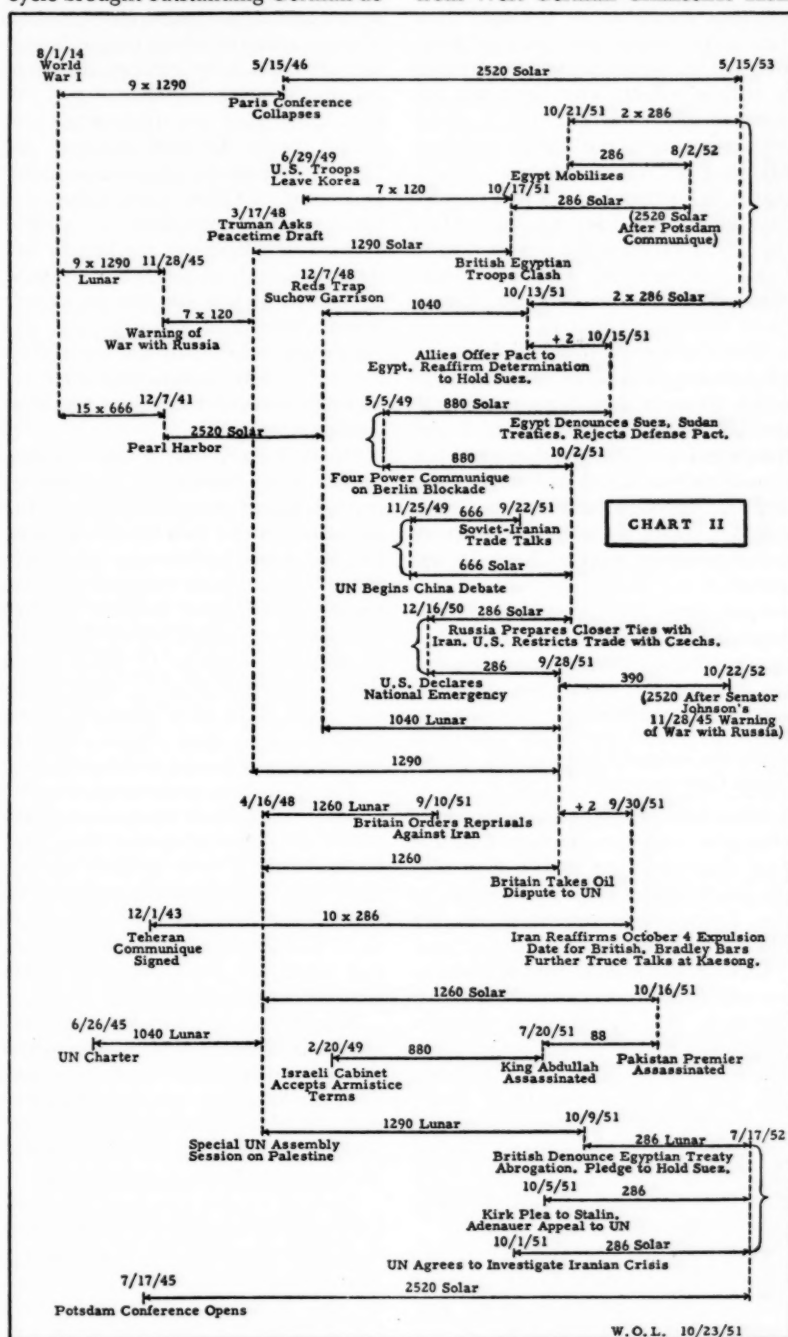 8/1/14
World
War I
5/15/46
2520 Solar
5/15/53
9 x 1290
Paris Conference
Collapses
10/21/51
2 x 286
6/29/49
U.S. Troops
Leave Korea
Egypt Mobilizes
286
8/2/52
7 x 120
10/17/51
286 Solar
(2520 Solar
After Potsdam
Communique)
3/17/48
Truman Asks
Peacetime Draft
1290 Solar
British Egyptian
Troops Clash
9 x 1290
Lunar
11/28/45
12/7/48
Reds Trap
Suchow Garrison
1040
10/13/51
2 x 286 Solar
7 x 120
Warning of
War with Russia
+ 2
10/15/51
Allies Offer Pact to
Egypt. Reaffirm Determination
to Hold Suez.
15 x 666
12/7/41
2520 Solar
Pearl Harbor
5/5/49
880 Solar
Egypt Denounces Suez, Sudan
Treaties. Rejects Defense Pact.
880
10/2/51
Four Power Communique
on Berlin Blockade
11/25/49
666
9/22/51
Soviet-Iranian
Trade Talks
CHART II
666 Solar
UN Begins China Debate
12/16/50
286 Solar
Russia Prepares Closer Ties with
Iran. U.S. Restricts Trade with Czechs.
286
9/28/51
U.S. Declares
National Emergency
390
10/22/52
(2520 After Senator
Johnson's
11/28/45 Warning
of War with Russia)
1040 Lunar
1290
4/16/48
1260 Lunar
9/10/51
+ 2
9/30/51
Britain Orders Reprisals
Against Iran
1260
Britain Takes Oil
Dispute to UN
12/1/43
10 x 286
Teheran
Communique
Signed
Iran Reaffirms October 4 Expulsion
Date for British. Bradley Bars
Further Truce Talks at Kaesong.
1260 Solar
10/16/51
6/26/45
1040 Lunar
UN Charter
2/20/49
880
7/20/51
88
Israeli Cabinet
Accepts Armistice
Terms
King Abdullah
Assassinated
Pakistan Premier
Assassinated
1290 Lunar
10/9/51
286 Lunar
7/17/52
Special UN Assembly
Session on Palestine
British Denounce Egyptian Treaty
Abrogation. Pledge to Hold Suez.
10/5/51
286
Kirk Plea to Stalin.
Adenauer Appeal to UN
10/1/51
286 Solar
UN Agrees to Investigate Iranian Crisis
7/17/45
2520 Solar
Potsdam Conference Opens
W.O.L. 10/23/51